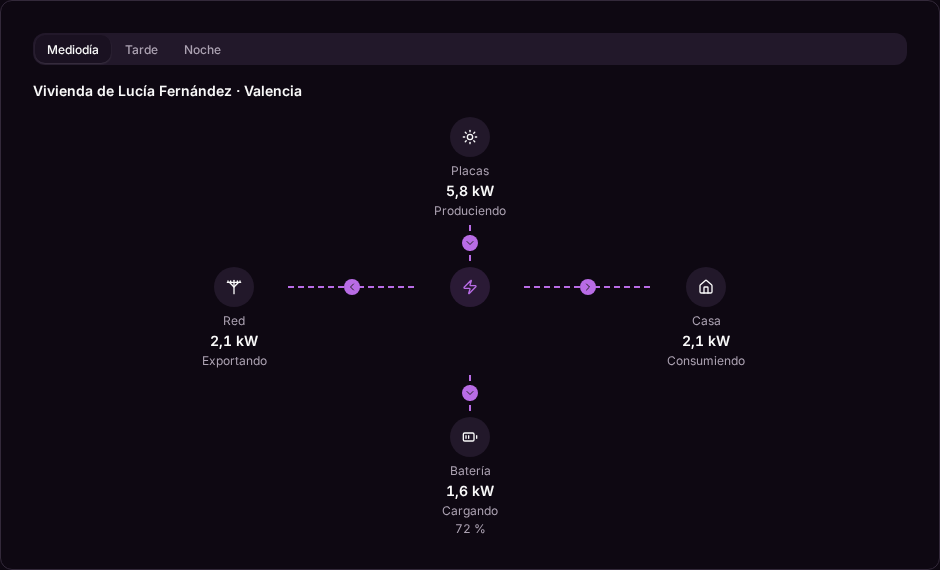 Mediodía
Tarde
Noche
Vivienda de Lucía Fernández · Valencia
Placas
5,8 kW
Produciendo
Red
2,1 kW
Exportando
Casa
2,1 kW
Consumiendo
Batería
1,6 kW
Cargando
72 %